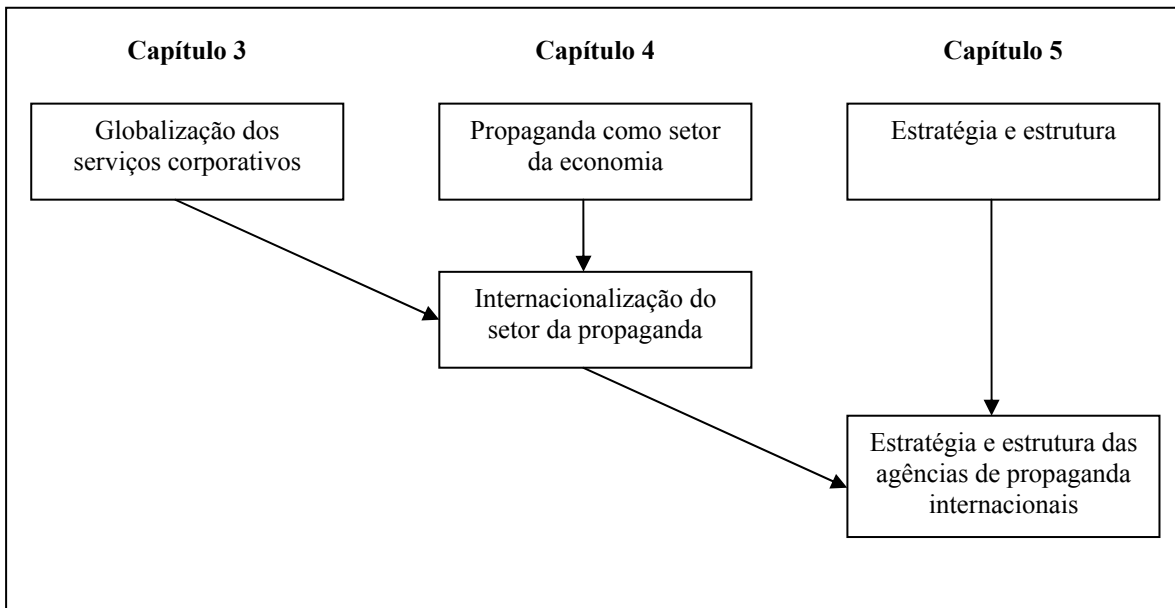 Capítulo 3
Capítulo 4
Capítulo 5
Globalização dos
serviços corporativos
Propaganda como setor
da economia
Estratégia e estrutura
Internacionalização do
setor da propaganda
Estratégia e estrutura das
agências de propaganda
internacionais